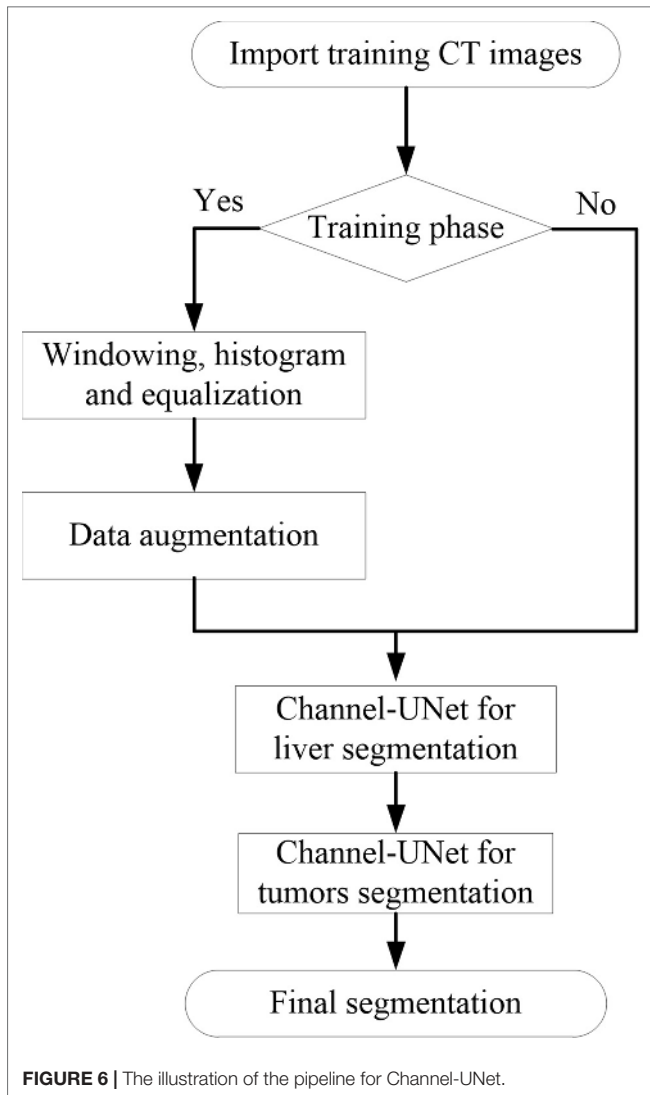 Import training CT images
Yes
No
Training phase
Windowing, histogram
and equalization
Data augmentation
Channel-UNet for
liver segmentation
Channel-UNet for
tumors segmentation
Final segmentation
FIGURE 6 | The illustration of the pipeline for Channel-UNet.